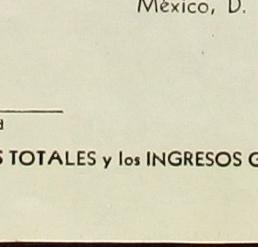 México, D.
TOTALES y los INGRESOS